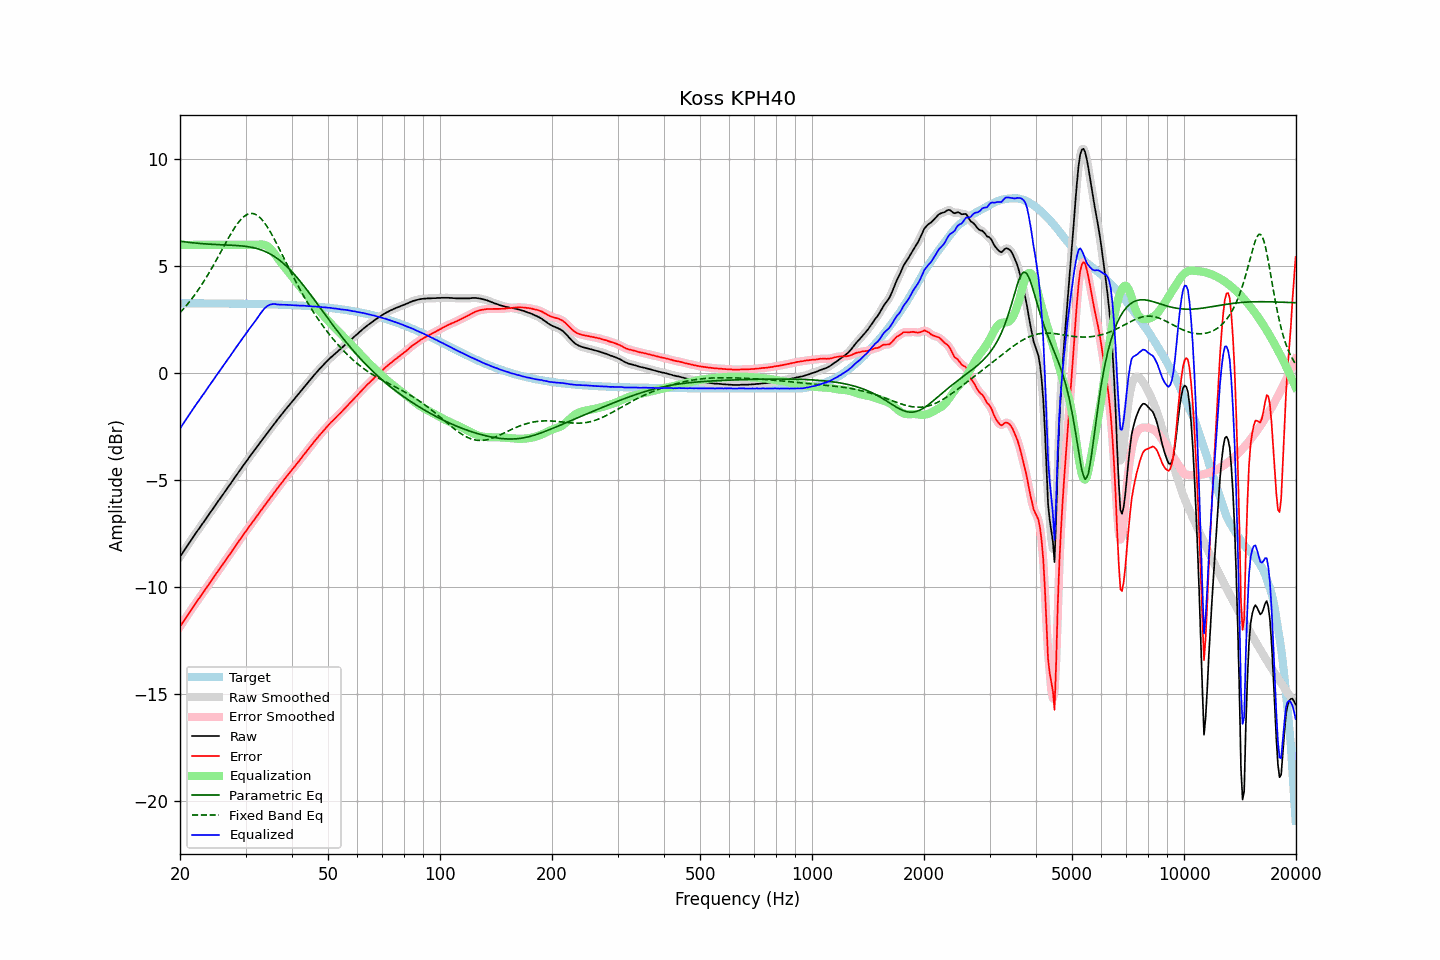 Koss KPH40
Amplitude (dBr)
10
5
0
−5
−10
−15
−20
Target
Raw Smoothed
Error Smoothed
Raw
Error
Equalization
Parametric Eq
Fixed Band Eq
Equalized
20 50 100 200 500 1000 2000 5000 10000 20000
Frequency (Hz)